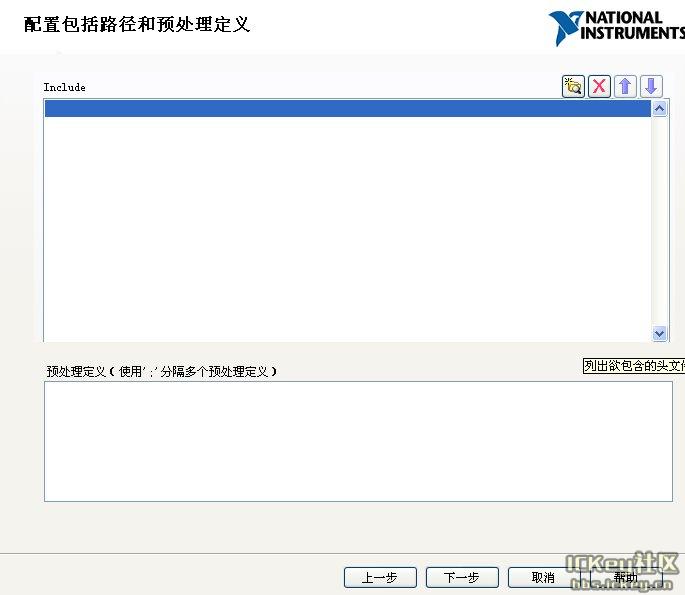 配置包括路径和预处理定义
NATIONAL
INSTRUMENTS
Include
列出欲包含的头文件
预处理定义（使用';'分隔多个预处理定义）
上一步
下一步
取消
帮助
ICKey社区
bbs.ickey.cn